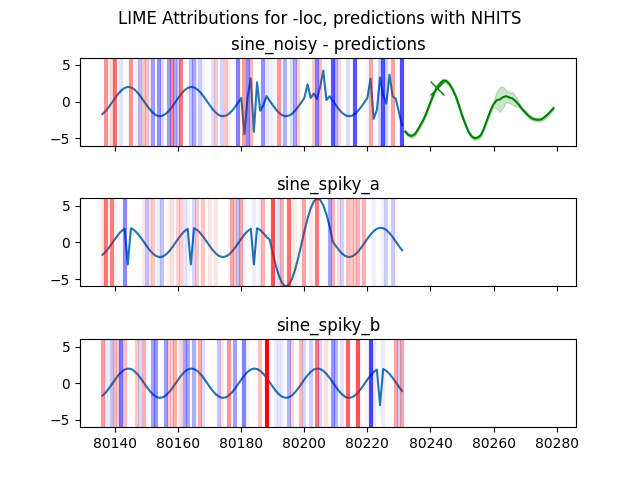 LIME Attributions for -loc, predictions with NHITS
sine_noisy - predictions
5
0
−5
sine_spiky_a
5
0
−5
sine_spiky_b
5
0
−5
80140 80160 80180 80200 80220 80240 80260 80280